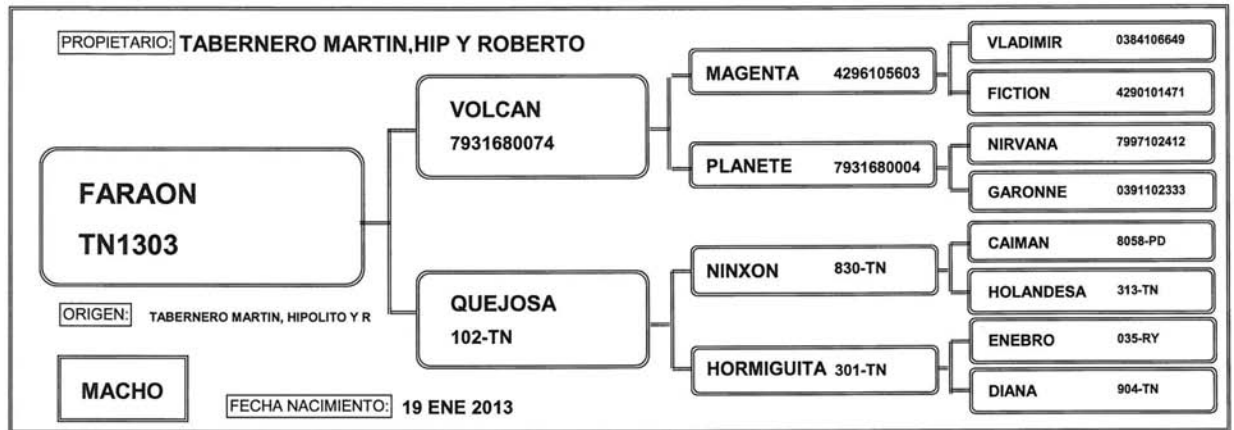 PROPIETARIO: TABERNERO MARTIN,HIP Y ROBERTO
FARAON
TN1303
ORIGEN: TABERNERO MARTIN, HIPOLITO Y R
MACHO
FECHA NACIMIENTO: 19 ENE 2013
VOLCAN
7931680074
QUEJOSA
102-TN
MAGENTA 4296105603
PLANETE 7931680004
NINXON 830-TN
HORMIGUITA 301-TN
VLADIMIR 0384106649
FICTION 4290101471
NIRVANA 7997102412
GARONNE 0391102333
CAIMAN 8058-PD
HOLANDESA 313-TN
ENEBRO 035-RY
DIANA 904-TN